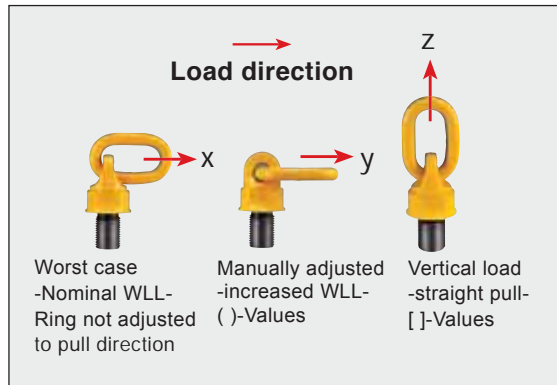 Load direction
x
y
z
Worst case
-Nominal WLL-
Ring not adjusted
to pull direction
Manually adjusted
-increased WLL-
( )-Values
Vertical load
-straight pull-
[ ]-Values